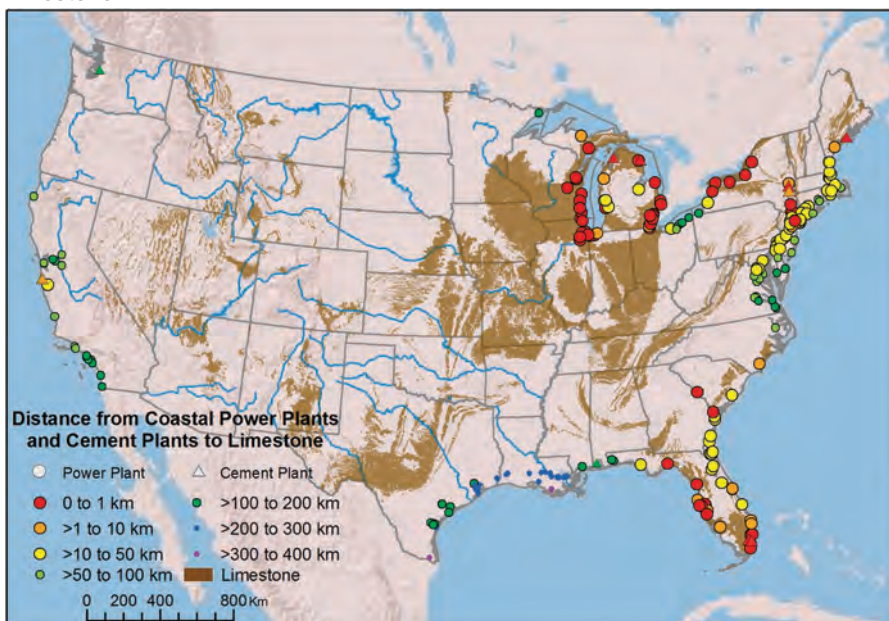 Distance from Coastal Power Plants
and Cement Plants to Limestone
Power Plant
Cement Plant
0 to 1 km
>100 to 200 km
>1 to 10 km
>200 to 300 km
>10 to 50 km
>300 to 400 km
>50 to 100 km
Limestone
0 200 400 800 Km